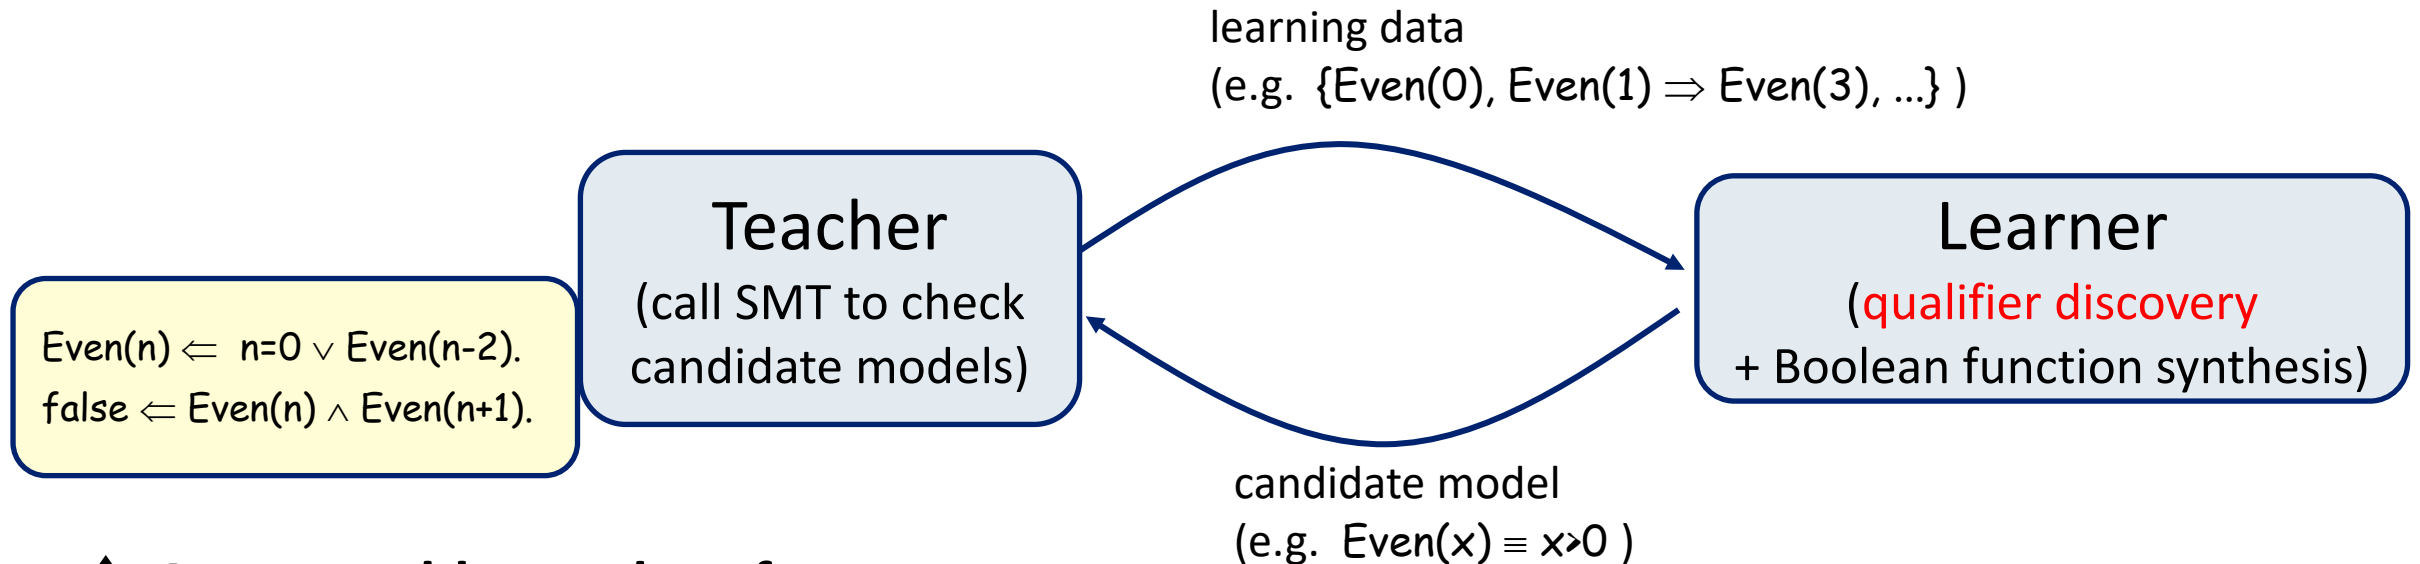 learning data
(e.g. {Even(0), Even(1) ⇒ Even(3), ...} )
Teacher
(call SMT to check
candidate models)
Learner
(qualifier discovery
+ Boolean function synthesis)
Even(n) ⇐ n=0 ∨ Even(n-2).
false ⇐ Even(n) ∧ Even(n+1).
candidate model
(e.g. Even(x) ≡ x>0 )